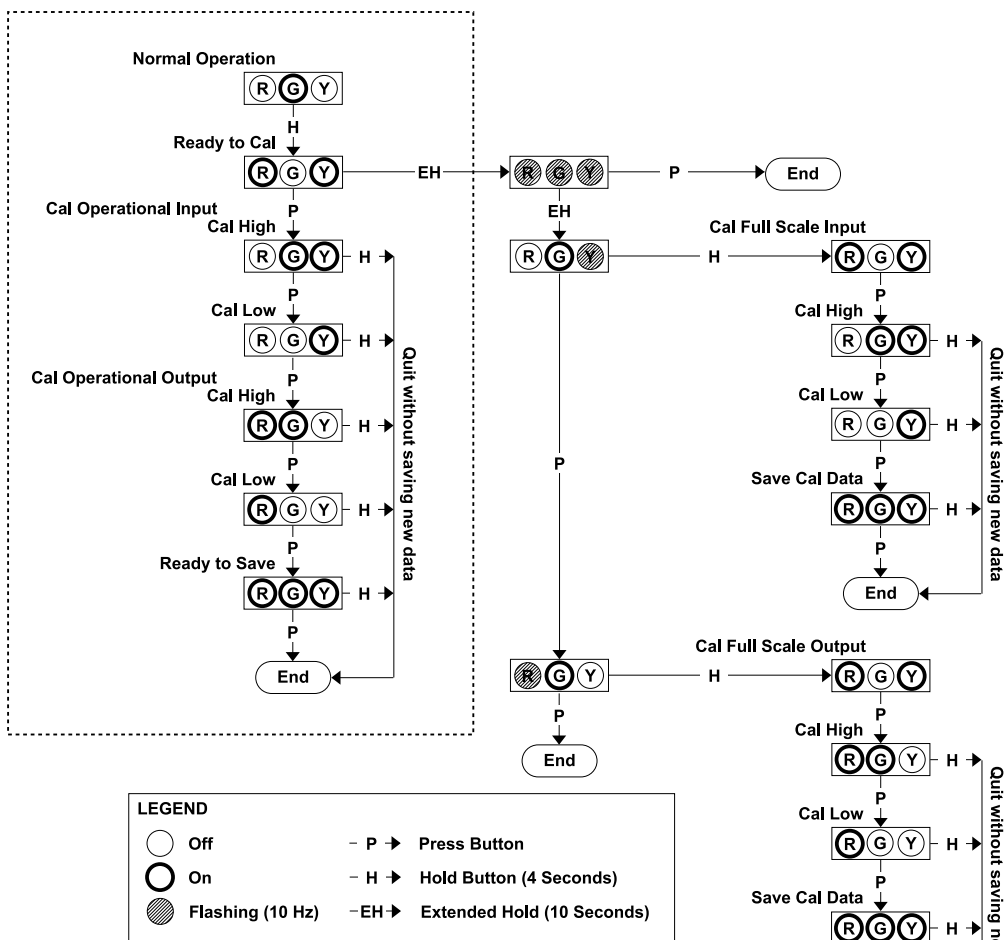 Normal Operation
R G Y
H
Ready to Cal
R G Y
EH
R G Y
P
End
P
EH
Cal Operational Input
Cal High
R G Y
H
R G Y
H
Cal Full Scale Input
R G Y
P
P
Cal Low
R G Y
H
Cal High
R G Y
H
P
P
Cal Operational Output
Cal High
R G Y
H
Cal Low
R G Y
H
P
P
Cal Low
R G Y
H
P
Save Cal Data
R G Y
H
P
P
Ready to Save
R G Y
H
End
P
End
Quit without saving new data
Quit without saving new data
R G Y
H
Cal Full Scale Output
R G Y
P
P
End
Cal High
R G Y
H
P
Cal Low
R G Y
H
P
Save Cal Data
R G Y
H
Quit without saving
LEGEND
Off
P
Press Button
On
H
Hold Button (4 Seconds)
Flashing (10 Hz)
EH
Extended Hold (10 Seconds)